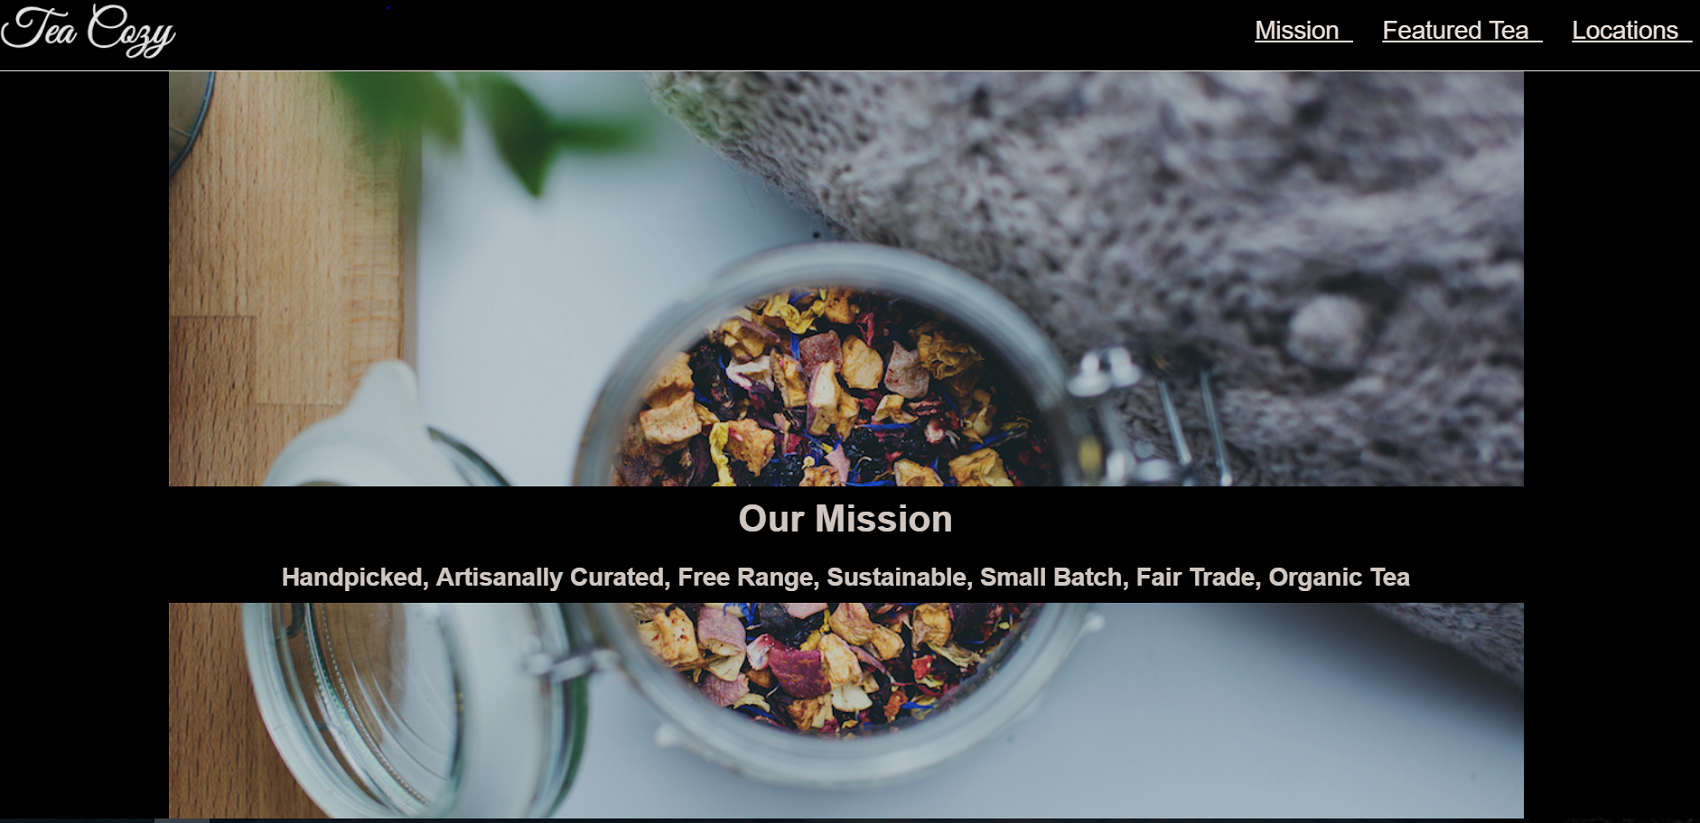 Tea Cozy
Mission Featured Tea Locations
Our Mission
Handpicked, Artisanally Curated, Free Range, Sustainable, Small Batch, Fair Trade, Organic Tea